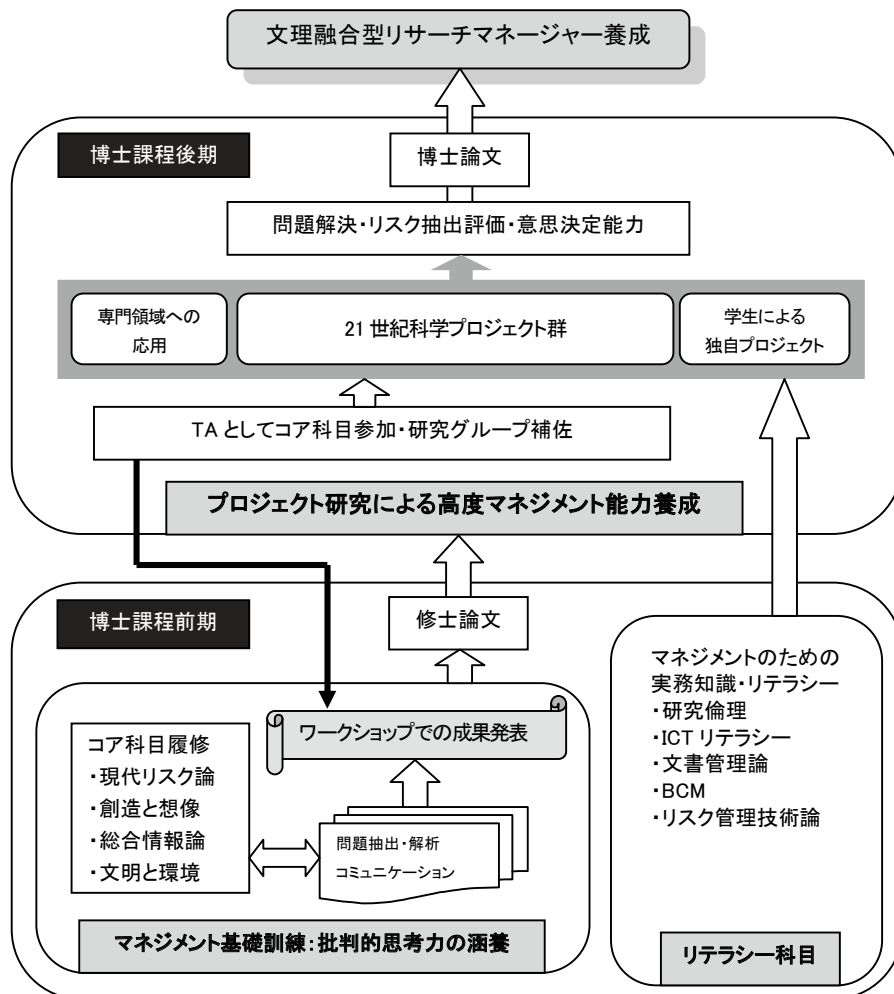 文理融合型リサーチマネージャー養成
博士課程後期
博士論文
問題解決・リスク抽出評価・意思決定能力
専門領域への
応用
21世紀科学プロジェクト群
学生による
独自プロジェクト
TAとしてコア科目参加・研究グループ補佐
プロジェクト研究による高度マネジメント能力養成
博士課程前期
修士論文
ワークショップでの成果発表
コア科目履修
・現代リスク論
・創造と想像
・総合情報論
・文明と環境
問題抽出・解析
コミュニケーション
マネジメント基礎訓練：批判的思考力の涵養
マネジメントのための
実務知識・リテラシー
・研究倫理
・ICTリテラシー
・文書管理論
・BCM
・リスク管理技術論
リテラシー科目